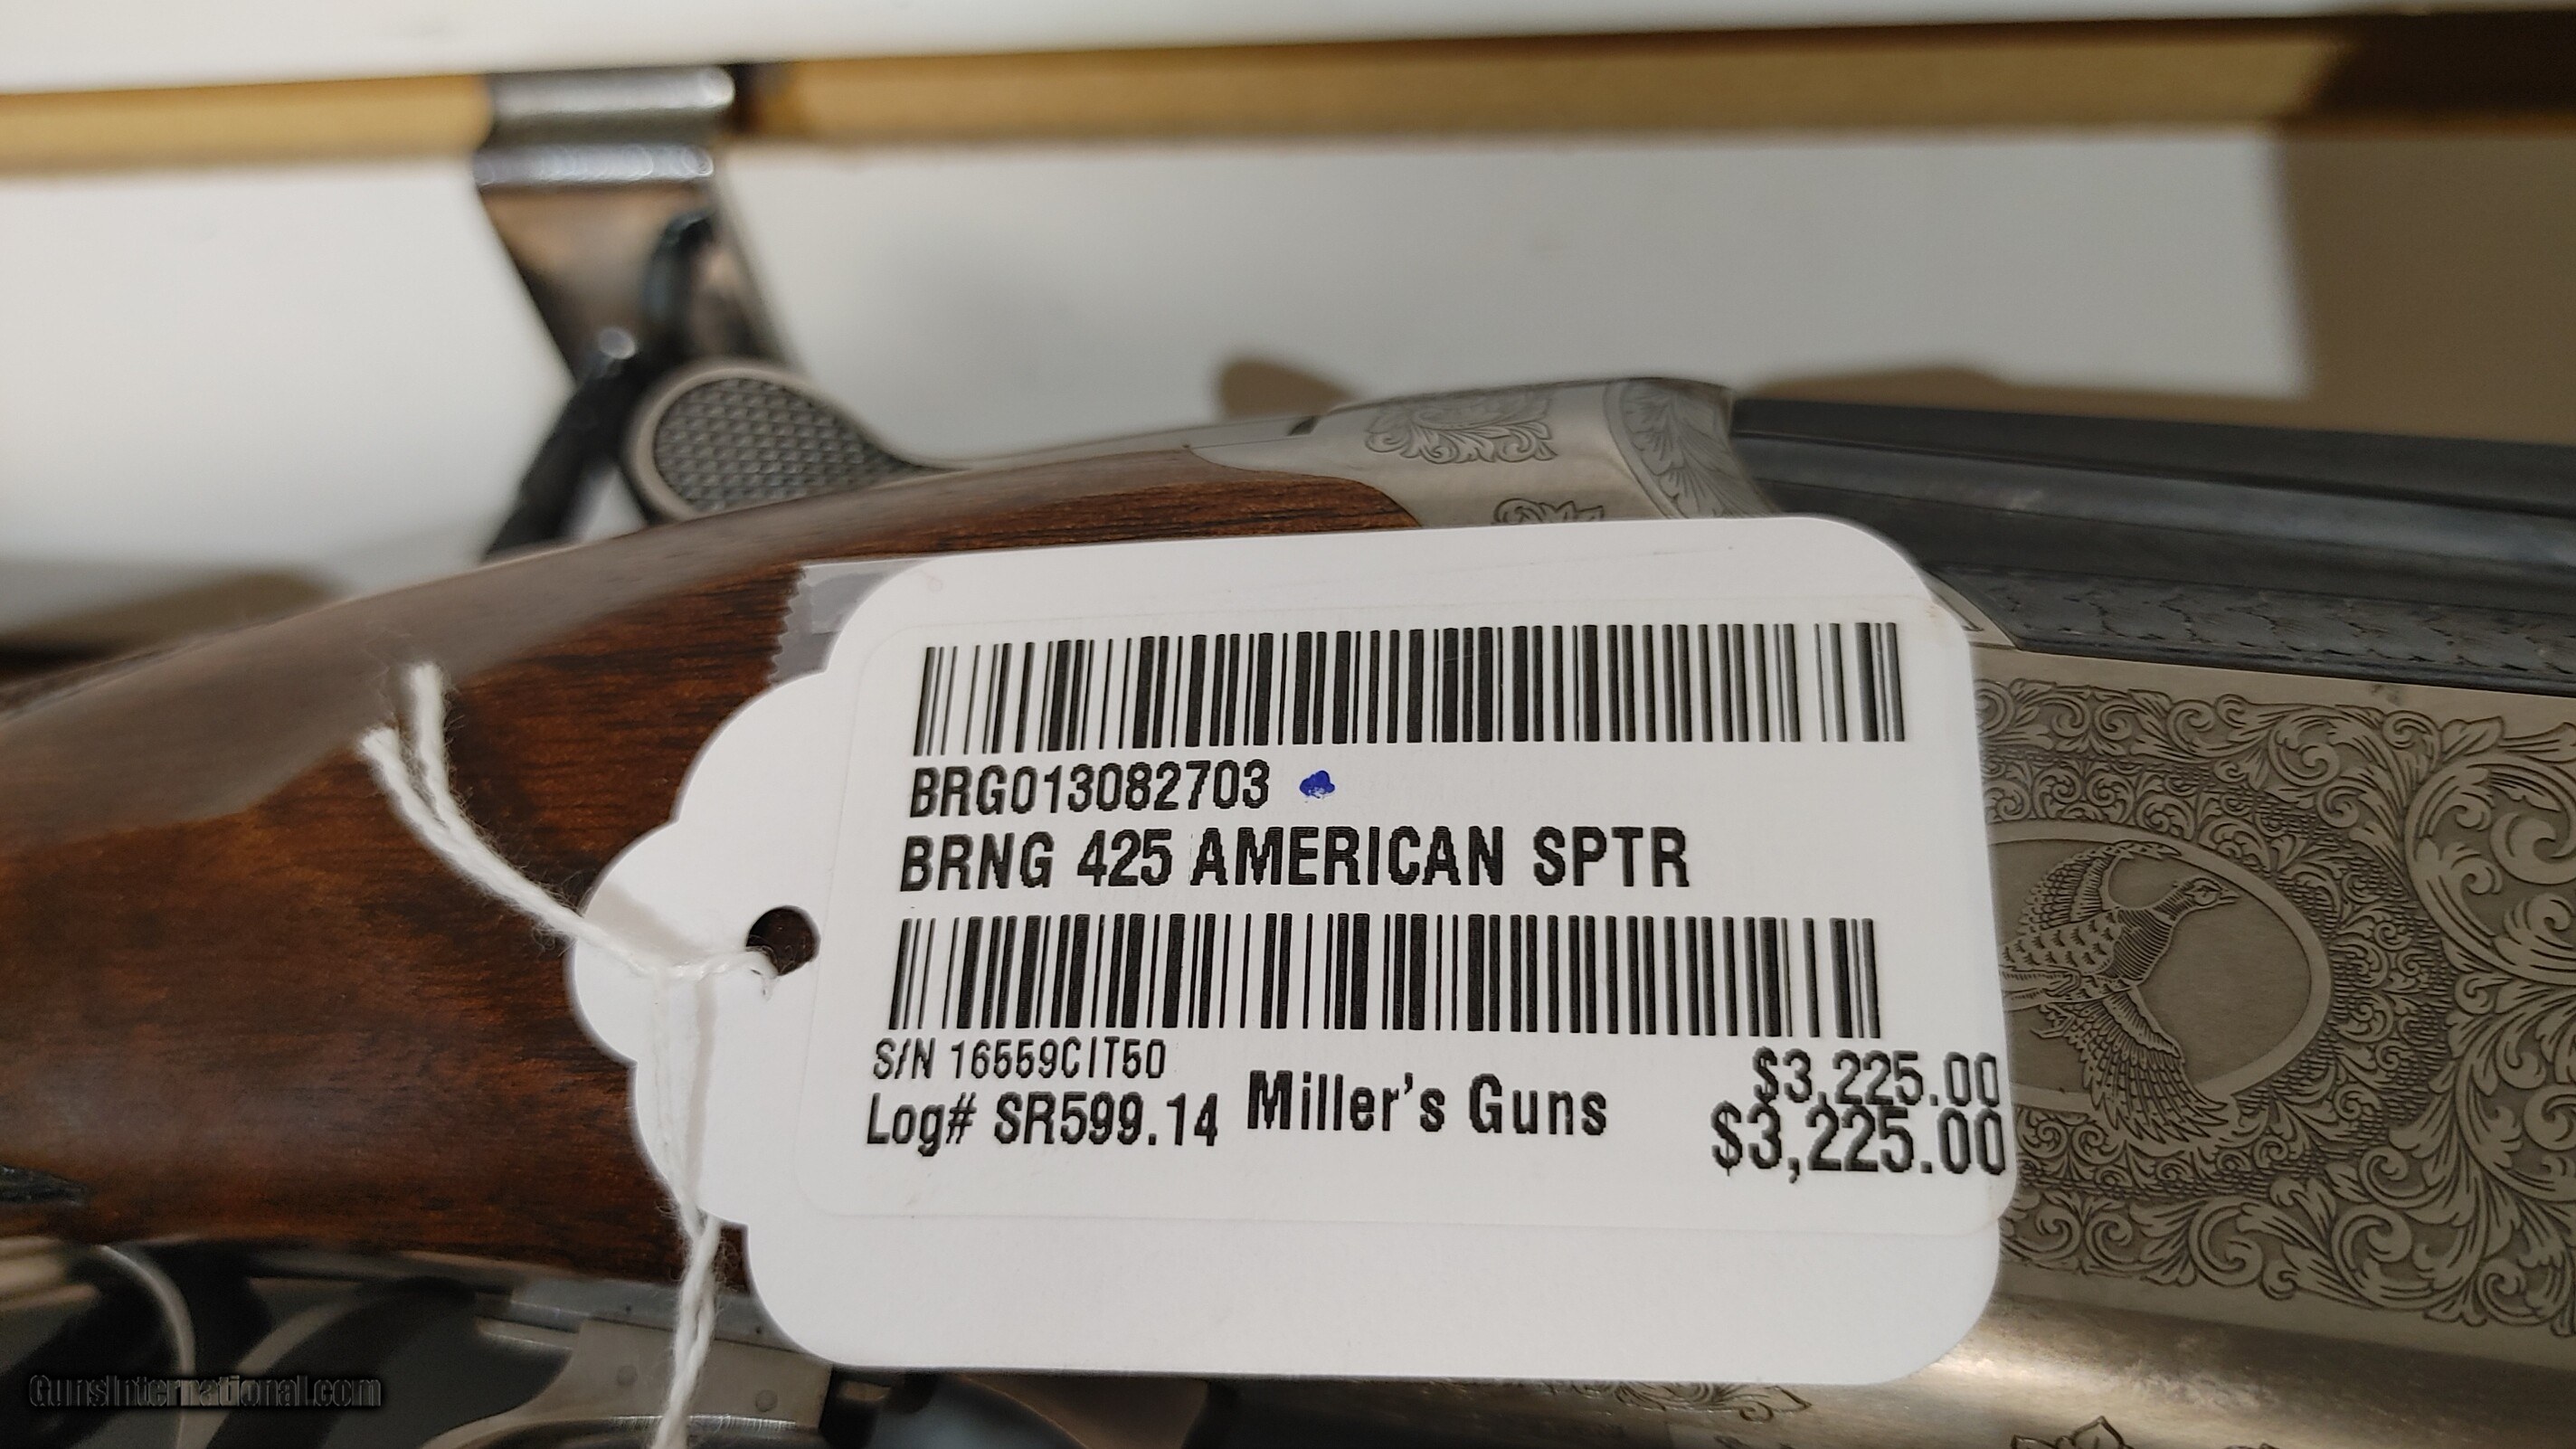 BRG013082703
BRNG 425 AMERICAN SPTR
S/N 16559CIT50
$3,225.00
Log# SR599.14 Miller's Guns $3,225.00
GunsInternational.com